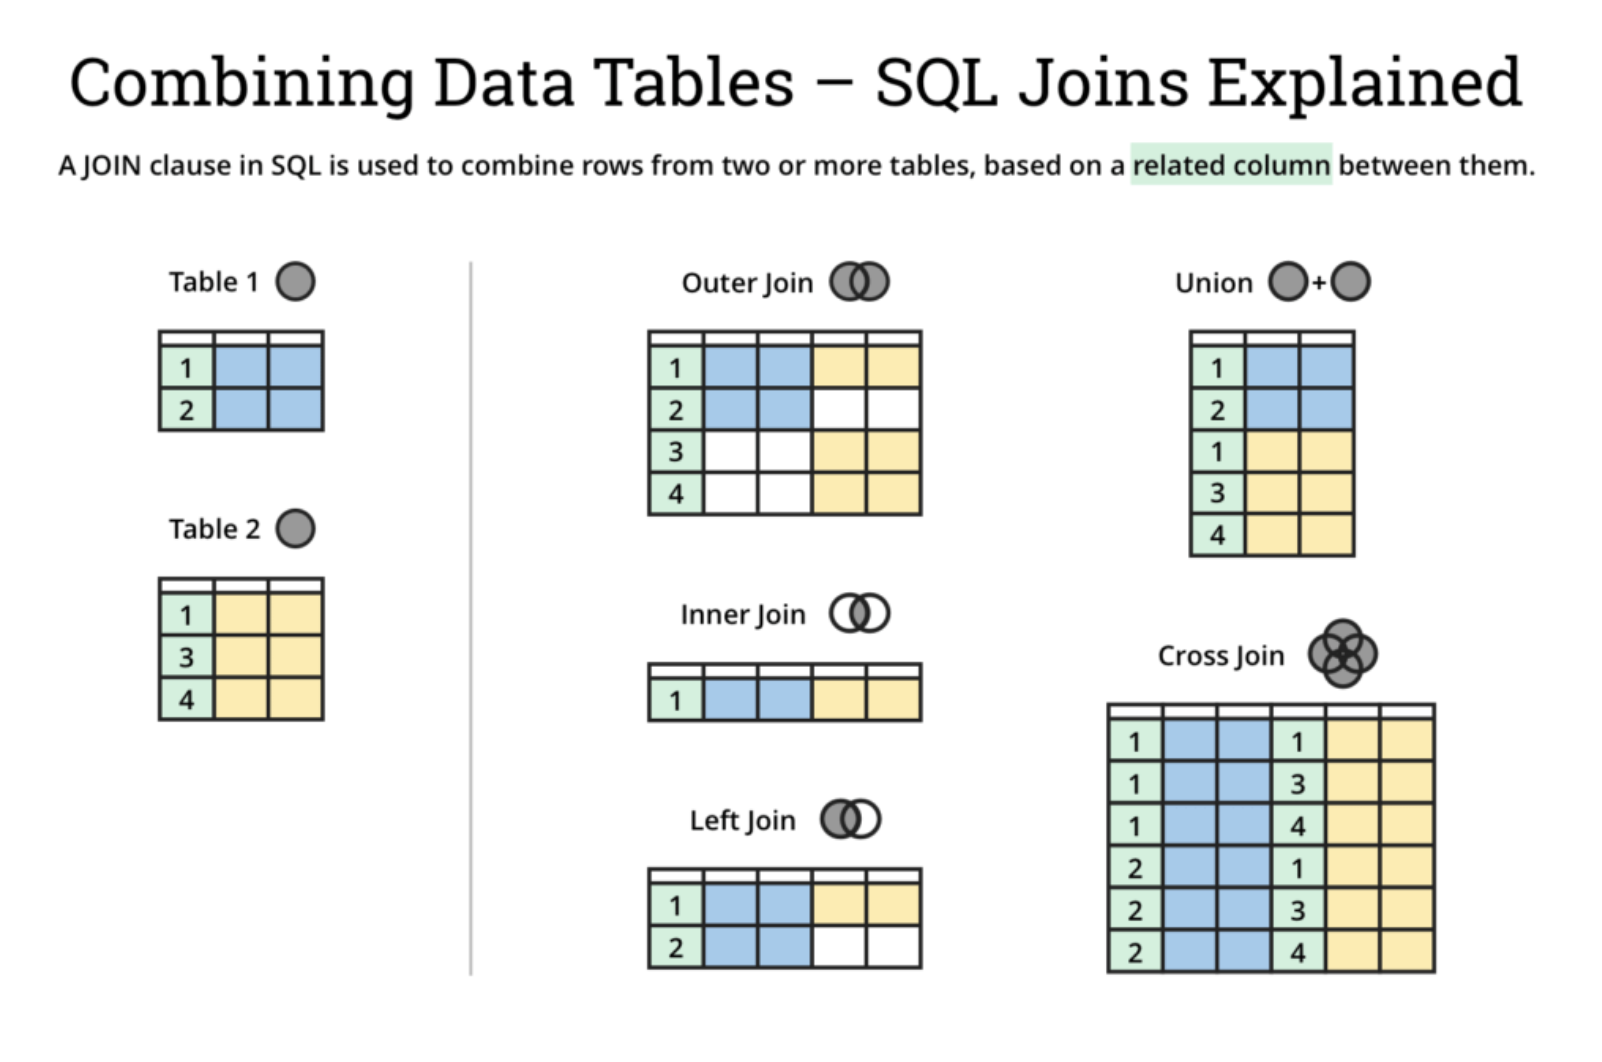 Combining Data Tables – SQL Joins Explained
A JOIN clause in SQL is used to combine rows from two or more tables, based on a related column between them.
Table 1
1
2
Table 2
1
3
4
Outer Join
1
2
3
4
Inner Join
1
Left Join
1
2
Union +
1
2
1
3
4
Cross Join
1 1
1 3
1 4
2 1
2 3
2 4